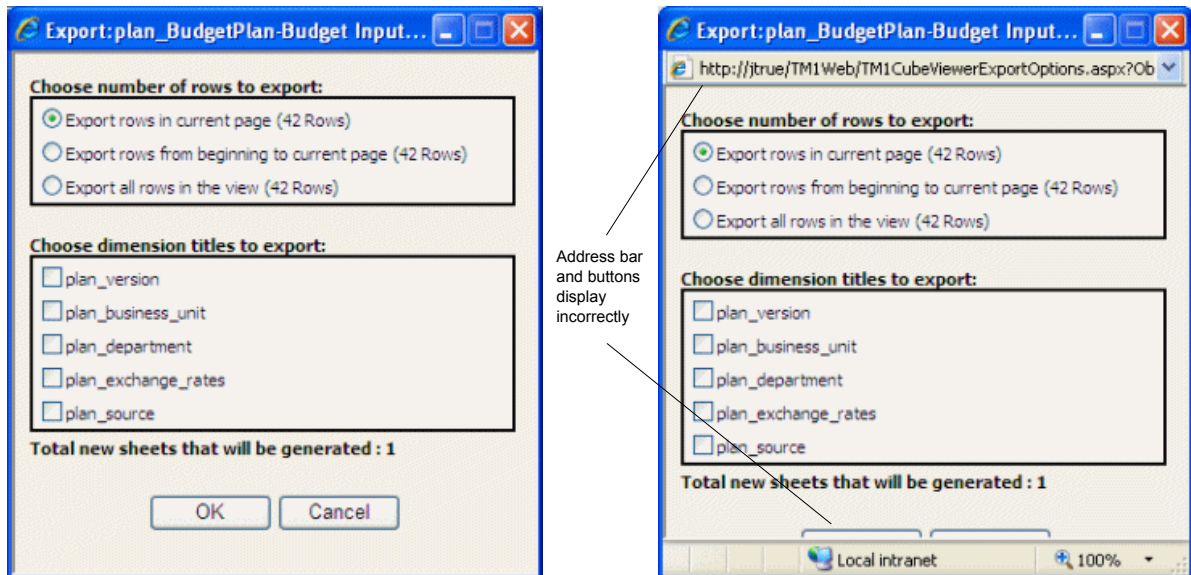 Export:plan_BudgetPlan-Budget Input...
Choose number of rows to export:
Export rows in current page (42 Rows)
Export rows from beginning to current page (42 Rows)
Export all rows in the view (42 Rows)
Choose dimension titles to export:
plan_version
plan_business_unit
plan_department
plan_exchange_rates
plan_source
Total new sheets that will be generated : 1
OK
Cancel
Address bar
and buttons
display
incorrectly
Export:plan_BudgetPlan-Budget Input...
http://jtrue/TM1Web/TM1CubeViewerExportOptions.aspx?Ob
Choose number of rows to export:
Export rows in current page (42 Rows)
Export rows from beginning to current page (42 Rows)
Export all rows in the view (42 Rows)
Choose dimension titles to export:
plan_version
plan_business_unit
plan_department
plan_exchange_rates
plan_source
Total new sheets that will be generated : 1
Local intranet
100%